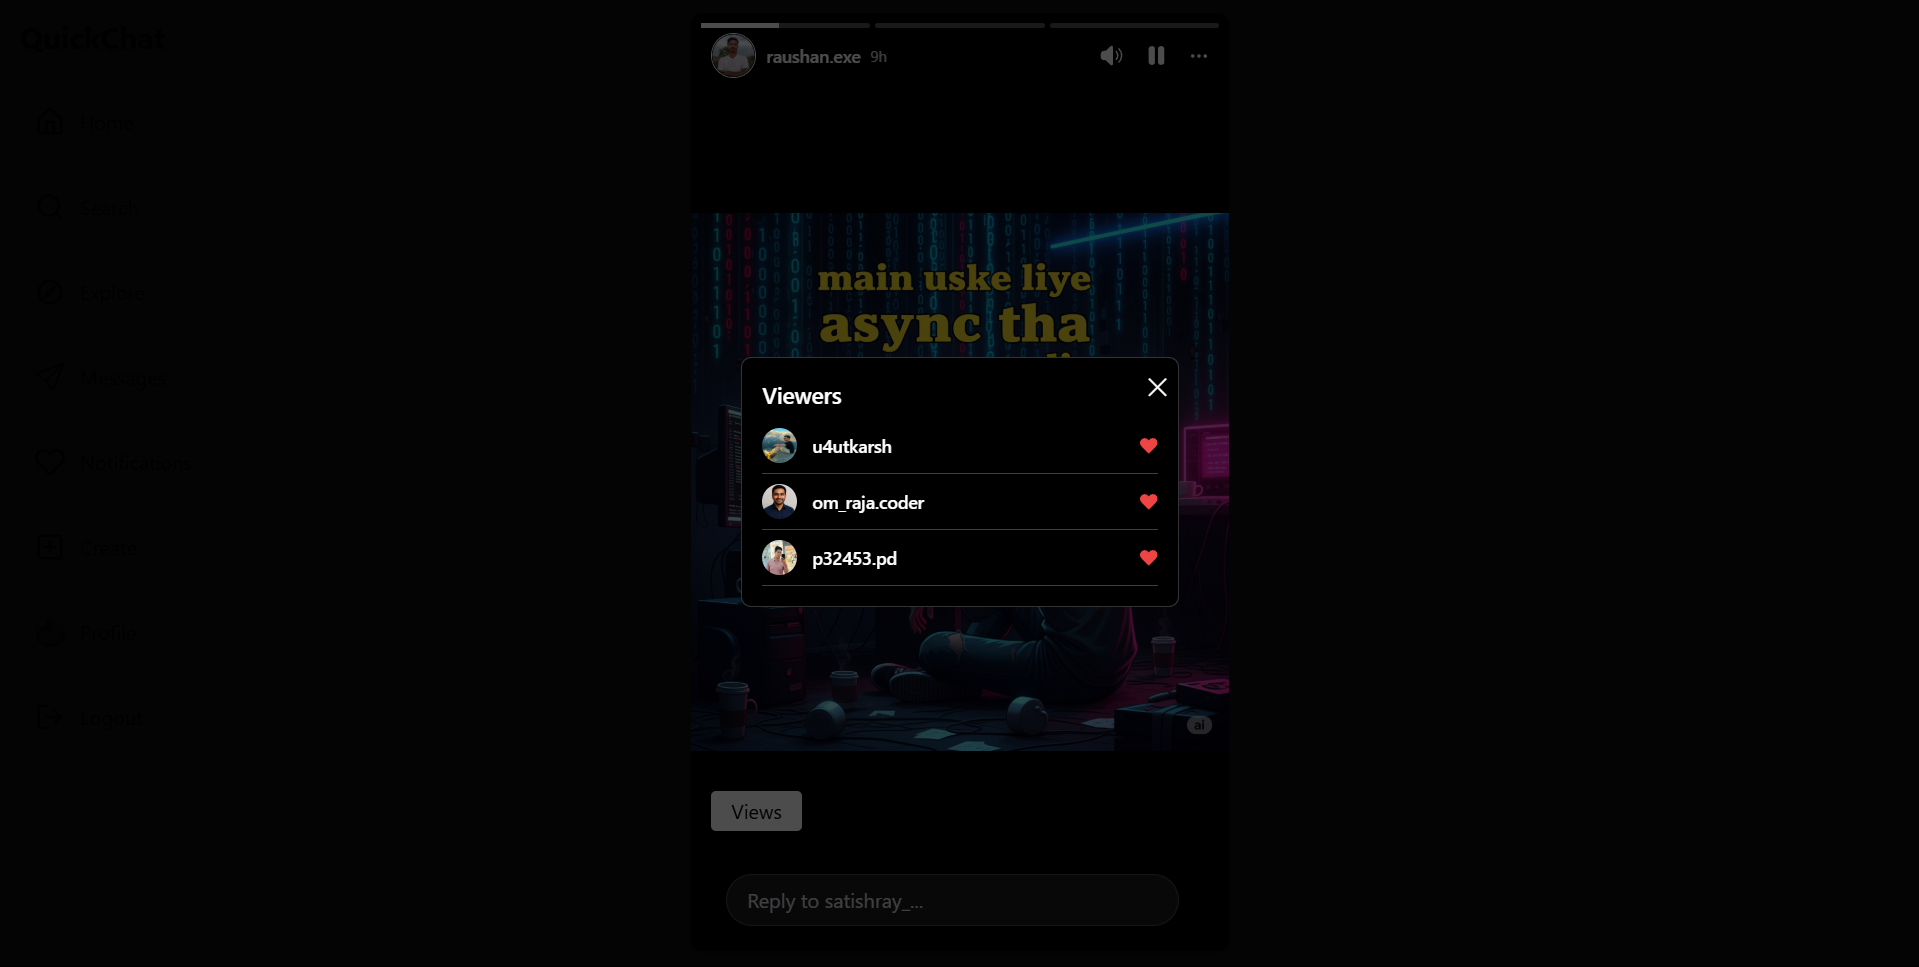 QuickChat
Home
Search
Explore
Messages
Notifications
Create
Profile
Logout
raushan.exe 9h
main uske liye
async tha
Viewers
u4utkarsh
om_raja.coder
p32453.pd
ai
Views
Reply to satishray_...